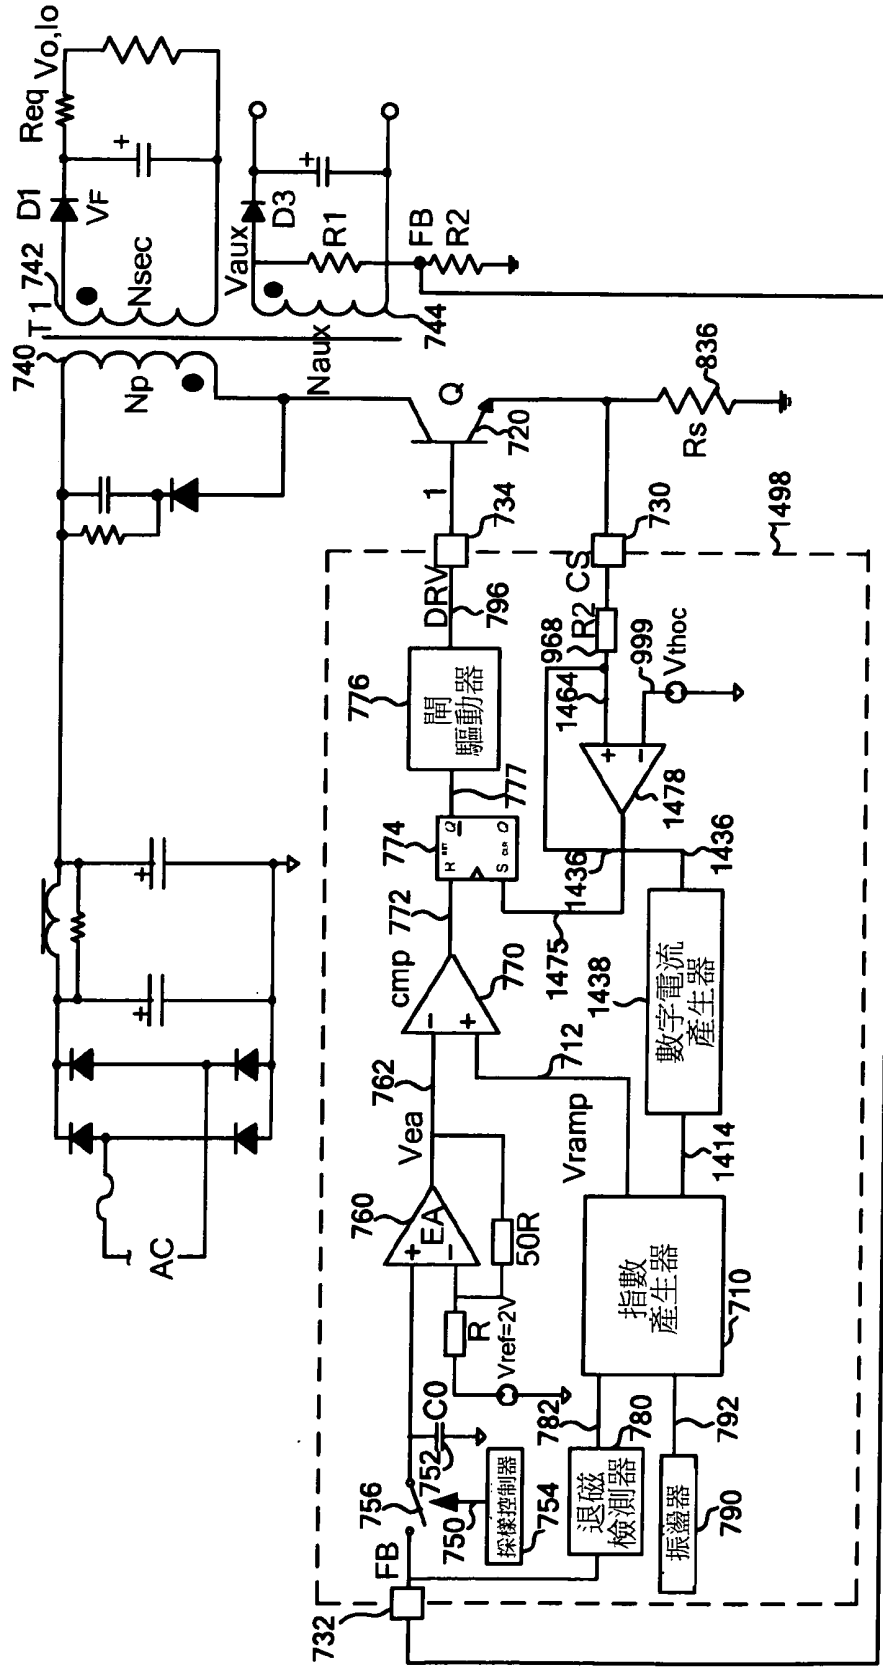 AC
740
T1
742
D1
VF
Req
Vo,Io
Np
Nsec
Naux
Vaux
D3
R1
FB
R2
744
Q
720
1
734
DRV
796
Rs
836
730
CS
1498
776
閘
驅動器
777
774
R
SET
Q
S
CLR
Q
772
cmp
770
762
Vea
760
EA
50R
R
Vref=2V
C0
752
756
750
採樣控制器
754
FB
732
退磁
檢測器
780
782
振盪器
790
792
指數
產生器
710
Vramp
712
1414
數字電流
產生器
1438
1436
1436
1475
1478
1464
968
R2
999
Vthoc